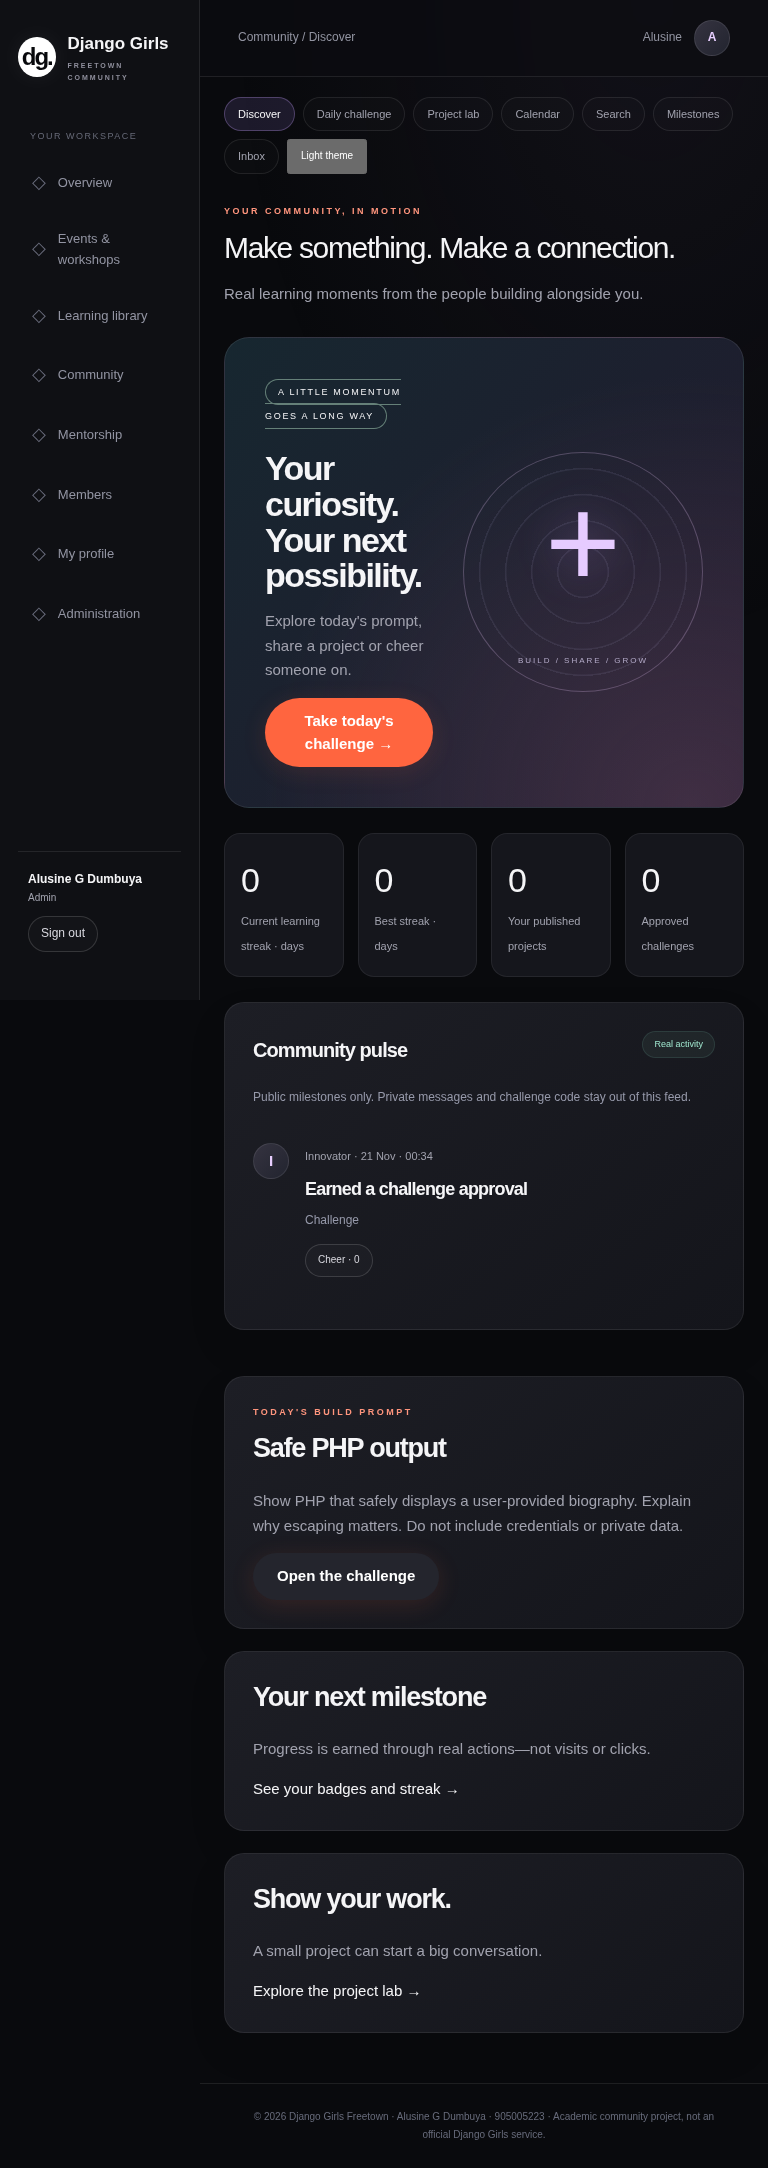 dg.
Django Girls
FREETOWN
COMMUNITY
YOUR WORKSPACE
Overview
Events &
workshops
Learning library
Community
Mentorship
Members
My profile
Administration
Alusine G Dumbuya
Admin
Sign out
Community / Discover
Alusine
A
Discover
Daily challenge
Project lab
Calendar
Search
Milestones
Inbox
Light theme
YOUR COMMUNITY, IN MOTION
Make something. Make a connection.
Real learning moments from the people building alongside you.
A LITTLE MOMENTUM
GOES A LONG WAY
Your
curiosity.
Your next
possibility.
Explore today's prompt,
share a project or cheer
someone on.
Take today's
challenge →
+
BUILD / SHARE / GROW
0
Current learning
streak · days
0
Best streak ·
days
0
Your published
projects
0
Approved
challenges
Community pulse
Real activity
Public milestones only. Private messages and challenge code stay out of this feed.
I
Innovator · 21 Nov · 00:34
Earned a challenge approval
Challenge
Cheer · 0
TODAY'S BUILD PROMPT
Safe PHP output
Show PHP that safely displays a user-provided biography. Explain
why escaping matters. Do not include credentials or private data.
Open the challenge
Your next milestone
Progress is earned through real actions—not visits or clicks.
See your badges and streak →
Show your work.
A small project can start a big conversation.
Explore the project lab →
© 2026 Django Girls Freetown · Alusine G Dumbuya · 905005223 · Academic community project, not an
official Django Girls service.